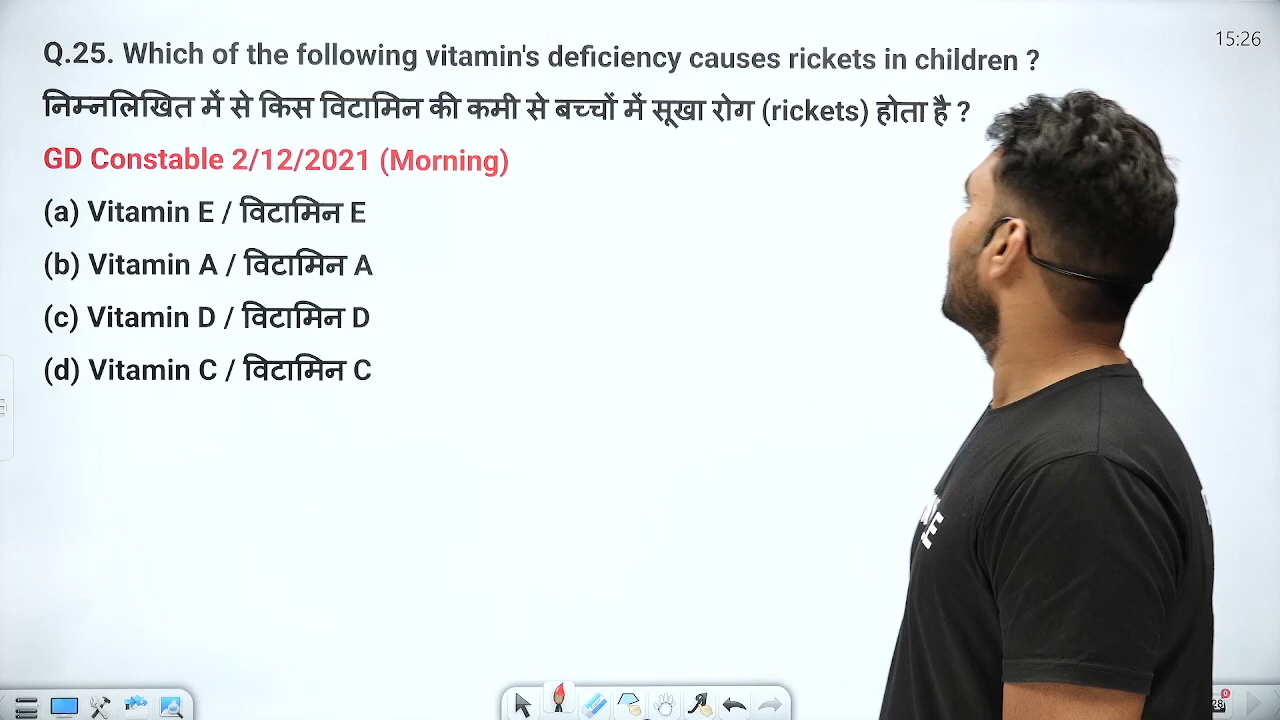 15:26
Q.25. Which of the following vitamin's deficiency causes rickets in children ?
निम्नलिखित में से किस विटामिन की कमी से बच्चों में सूखा रोग (rickets) होता है ?
GD Constable 2/12/2021 (Morning)
(a) Vitamin E / विटामिन E
(b) Vitamin A / विटामिन A
(c) Vitamin D / विटामिन D
(d) Vitamin C / विटामिन C